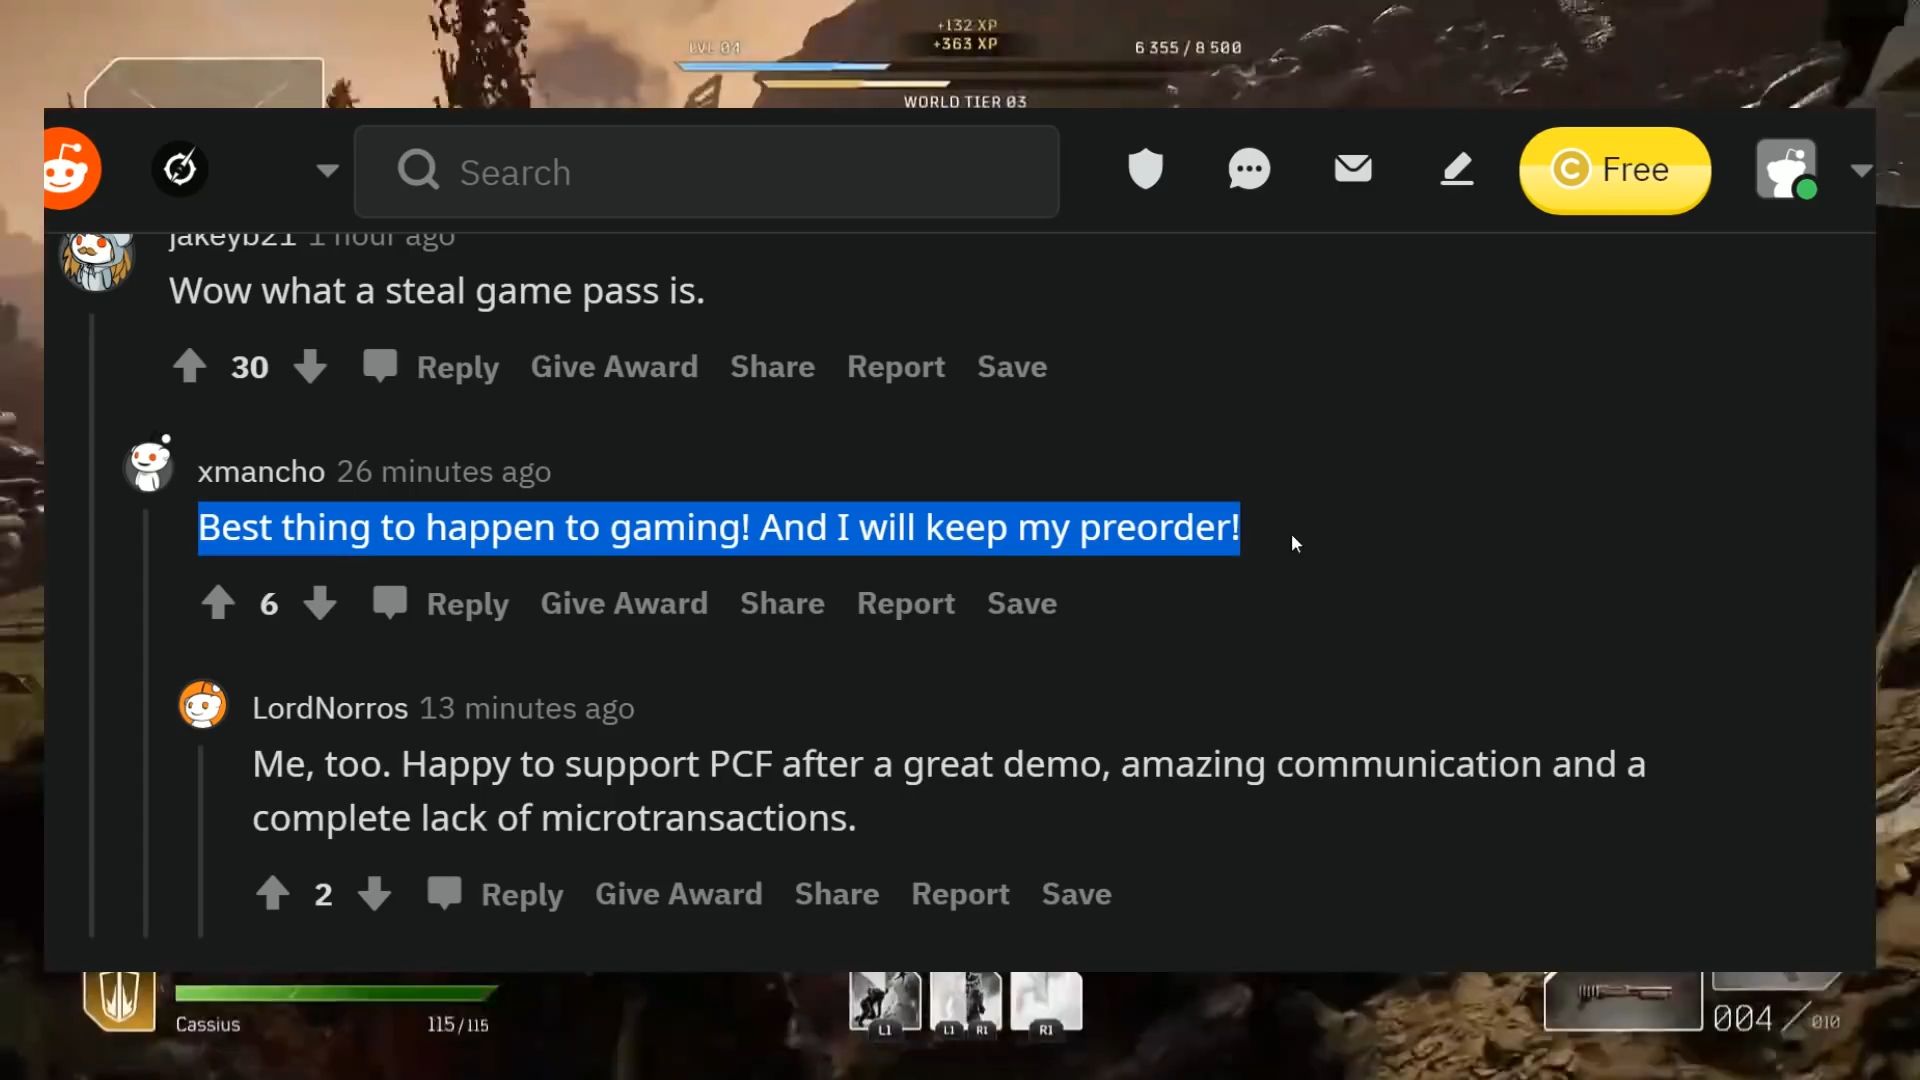 +132 XP
LVL 04
+363 XP
6 355 / 8 500
WORLD TIER 03
Search
Free
jakeyb21 1 hour ago
Wow what a steal game pass is.
30 Reply Give Award Share Report Save
xmancho 26 minutes ago
Best thing to happen to gaming! And I will keep my preorder!
6 Reply Give Award Share Report Save
LordNorros 13 minutes ago
Me, too. Happy to support PCF after a great demo, amazing communication and a
complete lack of microtransactions.
2 Reply Give Award Share Report Save
Cassius 115/115
L1 L1 R1 R1
004 / 010